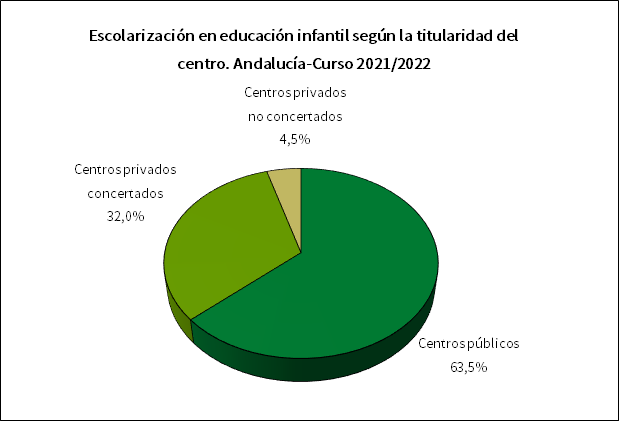 Escolarización en educación infantil según la titularidad del
centro. Andalucía-Curso 2021/2022
Centros privados
no concertados
4,5%
Centros privados
concertados
32,0%
Centros públicos
63,5%